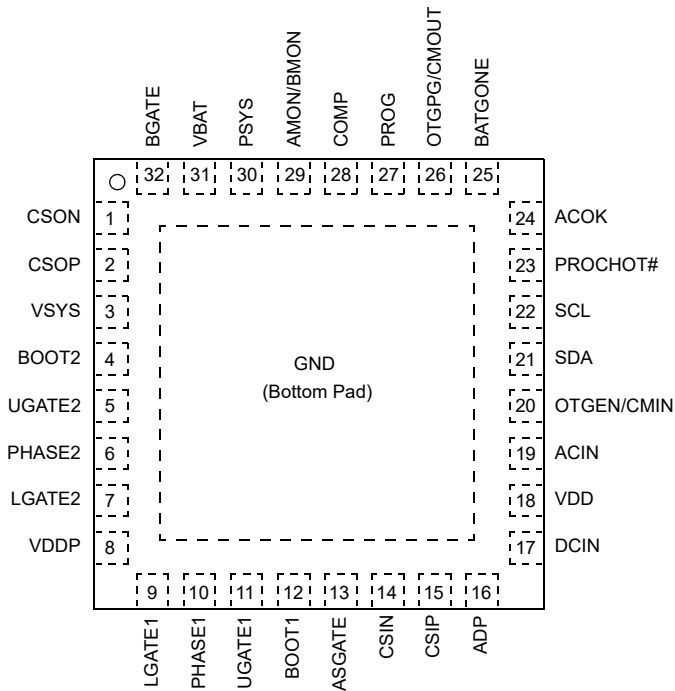 BGATE
VBAT
PSYS
AMON/BMON
COMP
PROG
OTGPG/CMOUT
BATGONE
32 31 30 29 28 27 26 25
CSON 1
CSOP 2
VSYS 3
BOOT2 4
UGATE2 5
PHASE2 6
LGATE2 7
VDDP 8
GND
(Bottom Pad)
24 ACOK
23 PROCHOT#
22 SCL
21 SDA
20 OTGEN/CMIN
19 ACIN
18 VDD
17 DCIN
9 10 11 12 13 14 15 16
LGATE1
PHASE1
UGATE1
BOOT1
ASGATE
CSIN
CSIP
ADP